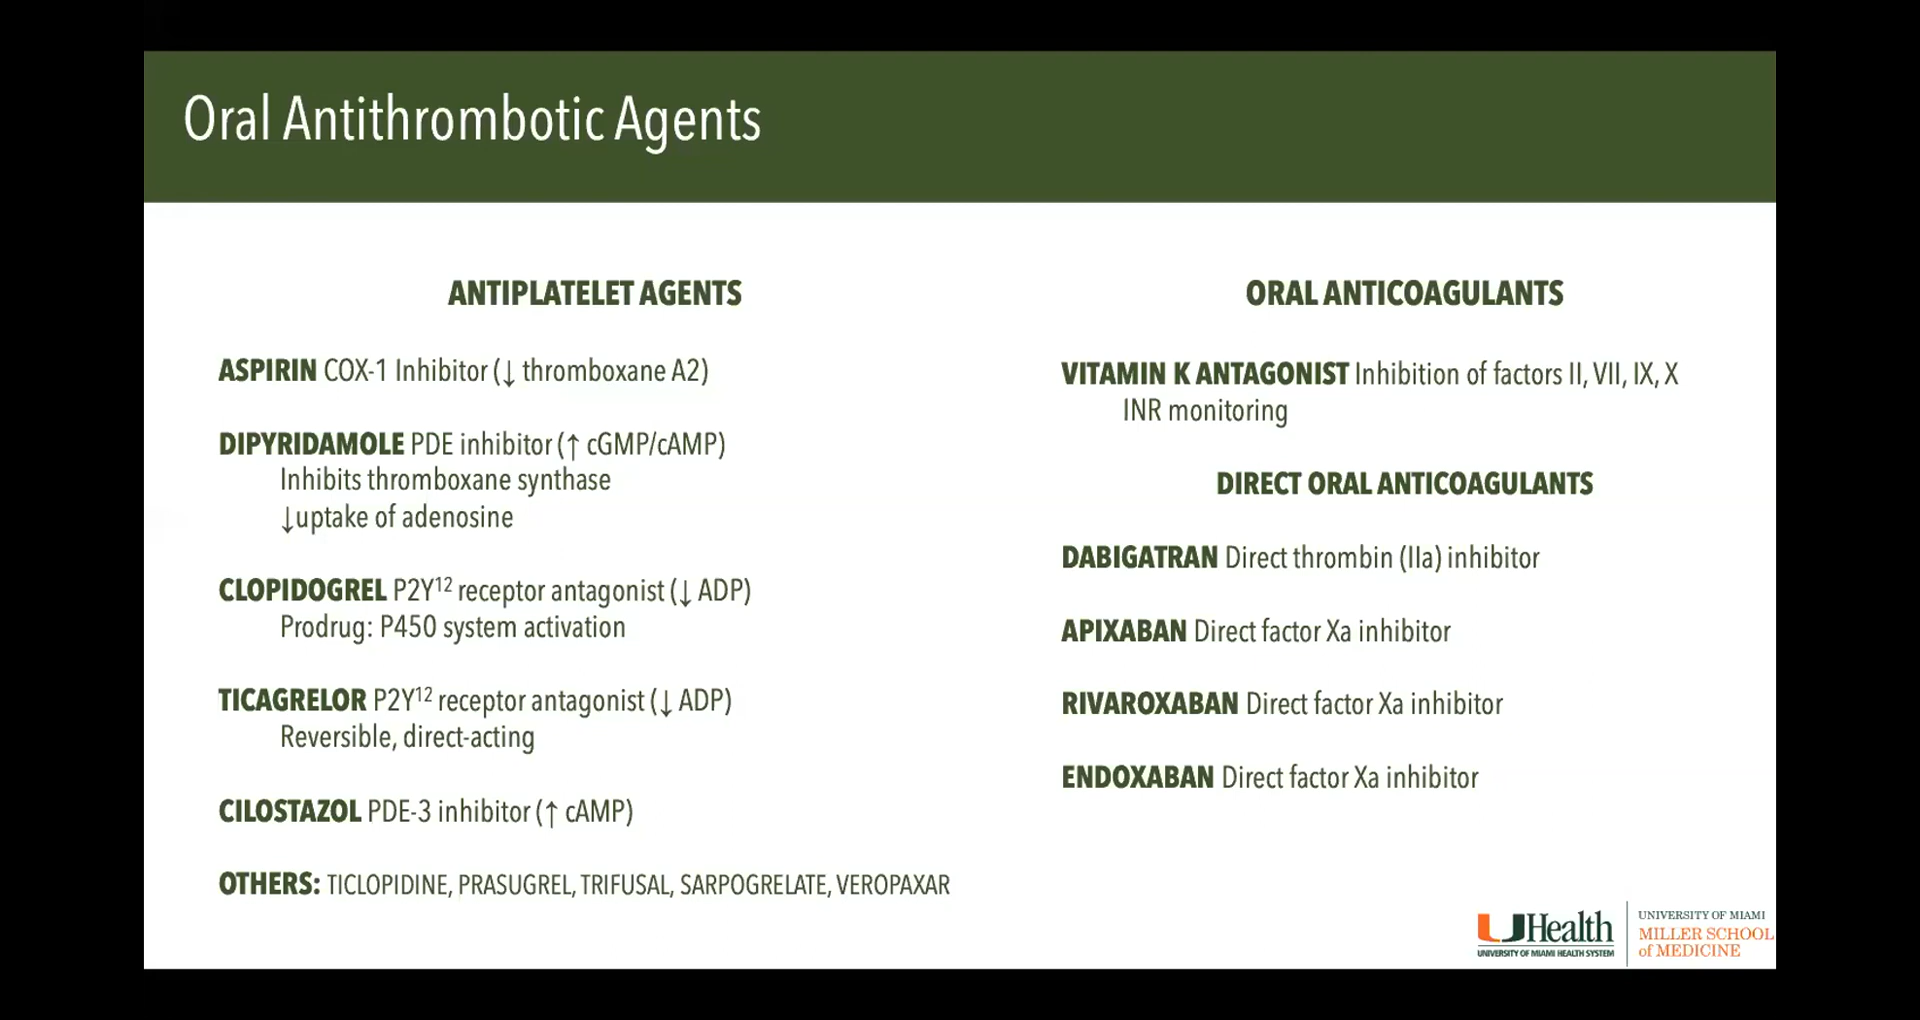 Oral Antithrombotic Agents
ANTIPLATELET AGENTS
ASPIRIN COX-1 Inhibitor (↓ thromboxane A2)
DIPYRIDAMOLE PDE inhibitor (↑ cGMP/cAMP)
Inhibits thromboxane synthase
↓uptake of adenosine
CLOPIDOGREL P2Y¹² receptor antagonist (↓ ADP)
Prodrug: P450 system activation
TICAGRELOR P2Y¹² receptor antagonist (↓ ADP)
Reversible, direct-acting
CILOSTAZOL PDE-3 inhibitor (↑ cAMP)
OTHERS: TICLOPIDINE, PRASUGREL, TRIFUSAL, SARPOGRELATE, VEROPAXAR
ORAL ANTICOAGULANTS
VITAMIN K ANTAGONIST Inhibition of factors II, VII, IX, X
INR monitoring
DIRECT ORAL ANTICOAGULANTS
DABIGATRAN Direct thrombin (IIa) inhibitor
APIXABAN Direct factor Xa inhibitor
RIVAROXABAN Direct factor Xa inhibitor
ENDOXABAN Direct factor Xa inhibitor
UHealth
UNIVERSITY OF MIAMI HEALTH SYSTEM
UNIVERSITY OF MIAMI
MILLER SCHOOL
of MEDICINE